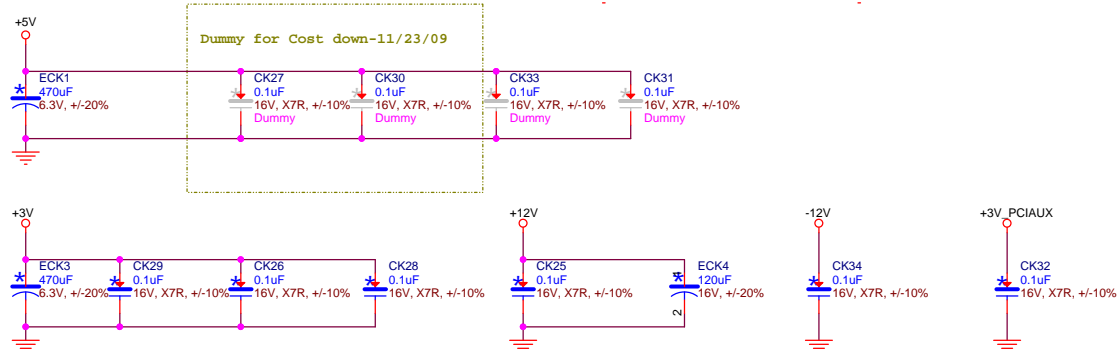 +5V
Dummy for Cost down-11/23/09
ECK1
470uF
6.3V, +/-20%
CK27
0.1uF
16V, X7R, +/-10%
Dummy
CK30
0.1uF
16V, X7R, +/-10%
Dummy
CK33
0.1uF
16V, X7R, +/-10%
Dummy
CK31
0.1uF
16V, X7R, +/-10%
Dummy
+3V
ECK3
470uF
6.3V, +/-20%
CK29
0.1uF
16V, X7R, +/-10%
CK26
0.1uF
16V, X7R, +/-10%
CK28
0.1uF
16V, X7R, +/-10%
+12V
CK25
0.1uF
16V, X7R, +/-10%
ECK4
120uF
16V, +/-20%
1
2
-12V
CK34
0.1uF
16V, X7R, +/-10%
+3V_PCIAUX
CK32
0.1uF
16V, X7R, +/-10%